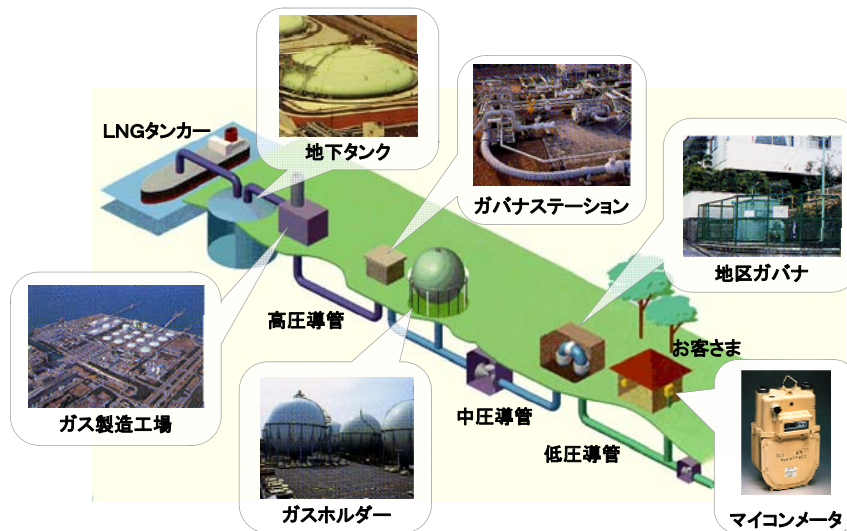 LNGタンカー
地下タンク
ガバナステーション
地区ガバナ
高圧導管
お客さま
ガス製造工場
中圧導管
低圧導管
ガスホルダー
マイコンメータ